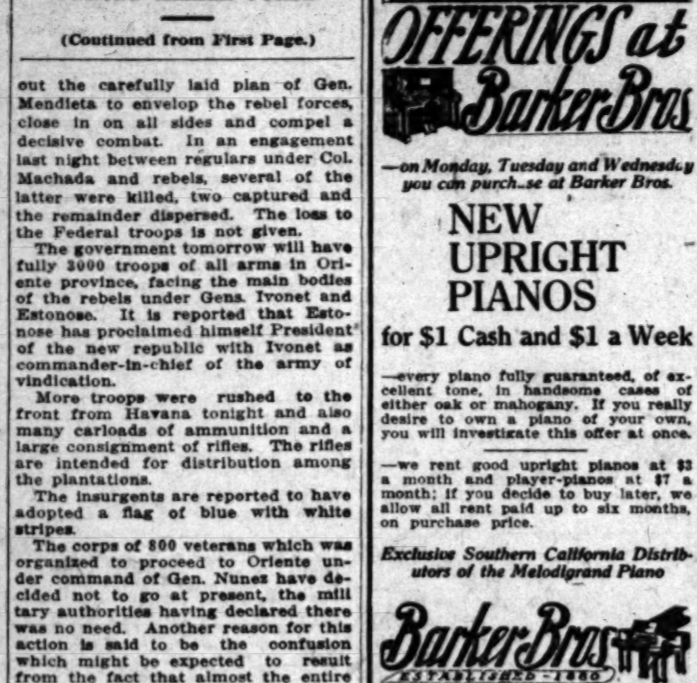 (Continued from First Page.)
out the carefully laid plan of Gen.
Mendieta to envelop the rebel forces,
close in on all sides and compel a
decisive combat. In an engagement
last night between regulars under Col.
Machada and rebels, several of the
latter were killed, two captured and
the remainder dispersed. The loss to
the Federal troops is not given.
The government tomorrow will have
fully 3000 troops of all arms in Ori-
ente province, facing the main bodies
of the rebels under Gens. Ivonet and
Estonose. It is reported that Esto-
nose has proclaimed himself President
of the new republic with Ivonet as
commander-in-chief of the army of
vindication.
More troops were rushed to the
front from Havana tonight and also
many carloads of ammunition and a
large consignment of rifles. The rifles
are intended for distribution among
the plantations.
The insurgents are reported to have
adopted a flag of blue with white
stripes.
The corps of 800 veterans which was
organized to proceed to Oriente un-
der command of Gen. Nunez have de-
cided not to go at present, the mili
tary authorities having declared there
was no need. Another reason for this
action is said to be the confusion
which might be expected to result
from the fact that almost the entire
OFFERINGS at
Barker Bros
—on Monday, Tuesday and Wednesday
you can purchase at Barker Bros.
NEW
UPRIGHT
PIANOS
for $1 Cash and $1 a Week
—every piano fully guaranteed, of ex-
cellent tone, in handsome cases of
either oak or mahogany. If you really
desire to own a piano of your own,
you will investigate this offer at once.
—we rent good upright pianos at $3
a month and player-pianos at $7 a
month; if you decide to buy later, we
allow all rent paid up to six months,
on purchase price.
Exclusive Southern California Distrib-
utors of the Melodigrand Piano
Barker Bros
ESTABLISHED-1880